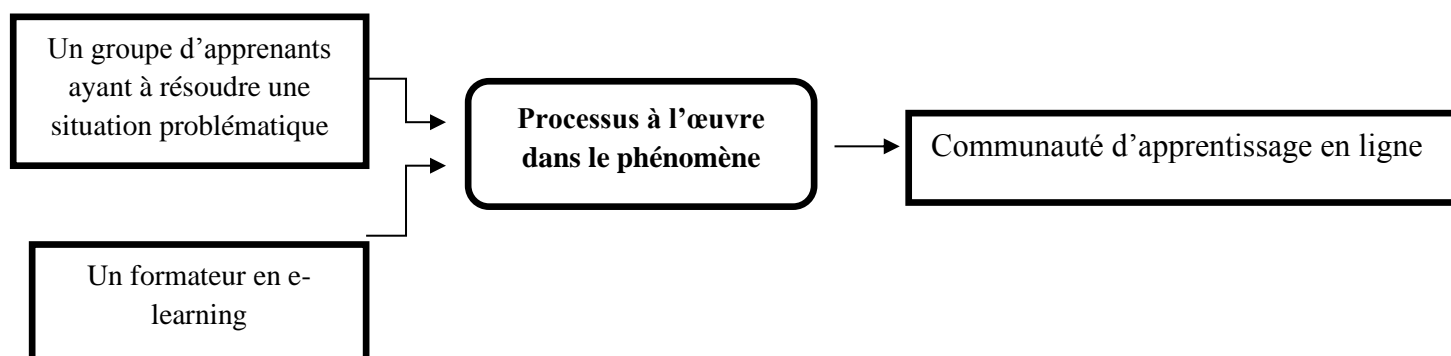 Un groupe d’apprenants
ayant à résoudre une
situation problématique
Processus à l’œuvre
dans le phénomène
Communauté d’apprentissage en ligne
Un formateur en e-
learning